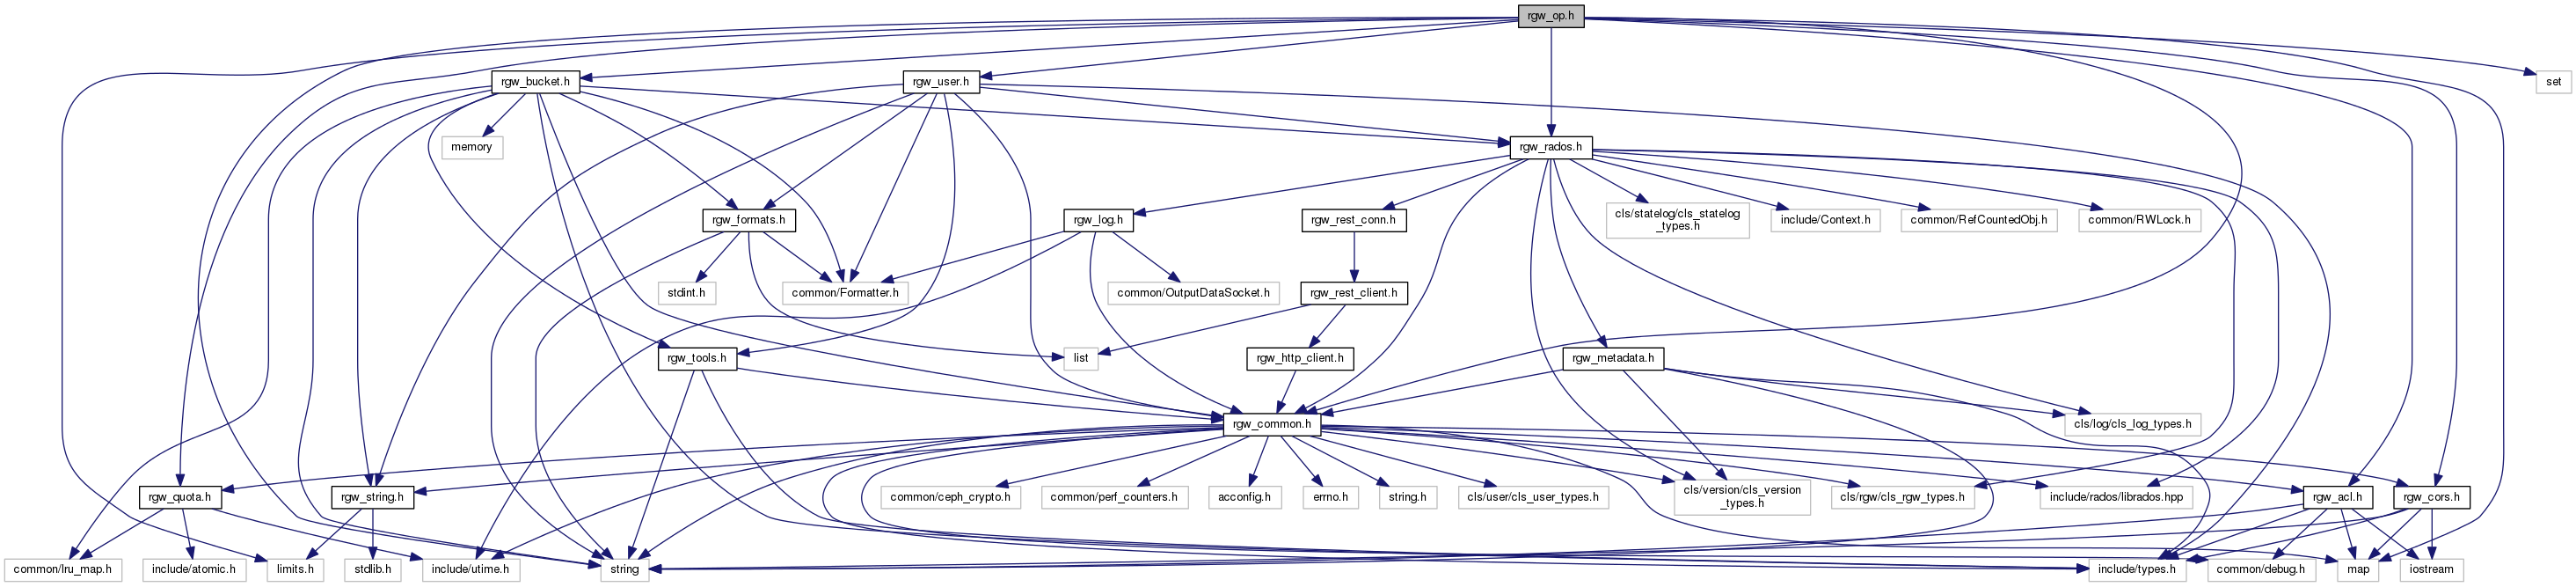 rgw_op.h
rgw_bucket.h
rgw_user.h
set
memory
rgw_rados.h
rgw_formats.h
rgw_log.h
rgw_rest_conn.h
cls/statelog/cls_statelog
_types.h
include/Context.h
common/RefCountedObj.h
common/RWLock.h
stdint.h
common/Formatter.h
common/OutputDataSocket.h
rgw_rest_client.h
rgw_tools.h
list
rgw_http_client.h
rgw_metadata.h
rgw_common.h
cls/log/cls_log_types.h
rgw_quota.h
rgw_string.h
common/ceph_crypto.h
common/perf_counters.h
acconfig.h
errno.h
string.h
cls/user/cls_user_types.h
cls/version/cls_version
_types.h
cls/rgw/cls_rgw_types.h
include/rados/librados.hpp
rgw_acl.h
rgw_cors.h
common/lru_map.h
include/atomic.h
limits.h
stdlib.h
include/utime.h
string
include/types.h
common/debug.h
map
iostream